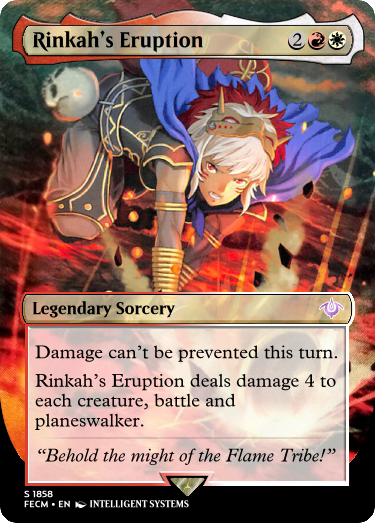 Rinkah's Eruption 2
Legendary Sorcery
Damage can't be prevented this turn.
Rinkah's Eruption deals damage 4 to
each creature, battle and
planeswalker.
"Behold the might of the Flame Tribe!"
S 1858
FECM • EN INTELLIGENT SYSTEMS